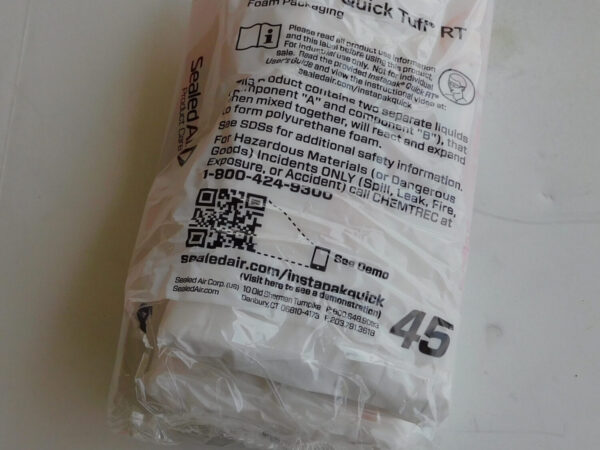 Quick Tuff® RT
Foam Packaging
Please read all product use information
and this label before using this product.
For industrial use only. Not for individual
sale. Read the provided Instapak® Quick RT®
User's Guide and view the instructional video at:
sealedair.com/instapakquick
Sealed Air
Product Care
This product contains two separate liquids
component "A" and component "B"), that
when mixed together, will react and expand
to form polyurethane foam.
See SDSs for additional safety information.
For Hazardous Materials (or Dangerous
Goods) Incidents ONLY (Spill, Leak, Fire,
Exposure, or Accident) call CHEMTREC at
1-800-424-9300
See Demo
sealedair.com/instapakquick
(Visit here to see a demonstration)
Sealed Air Corp. (US) 10 Old Sherman Turnpike
SealedAir.com Danbury, CT 06810-4173 F. 203.791.3618
45